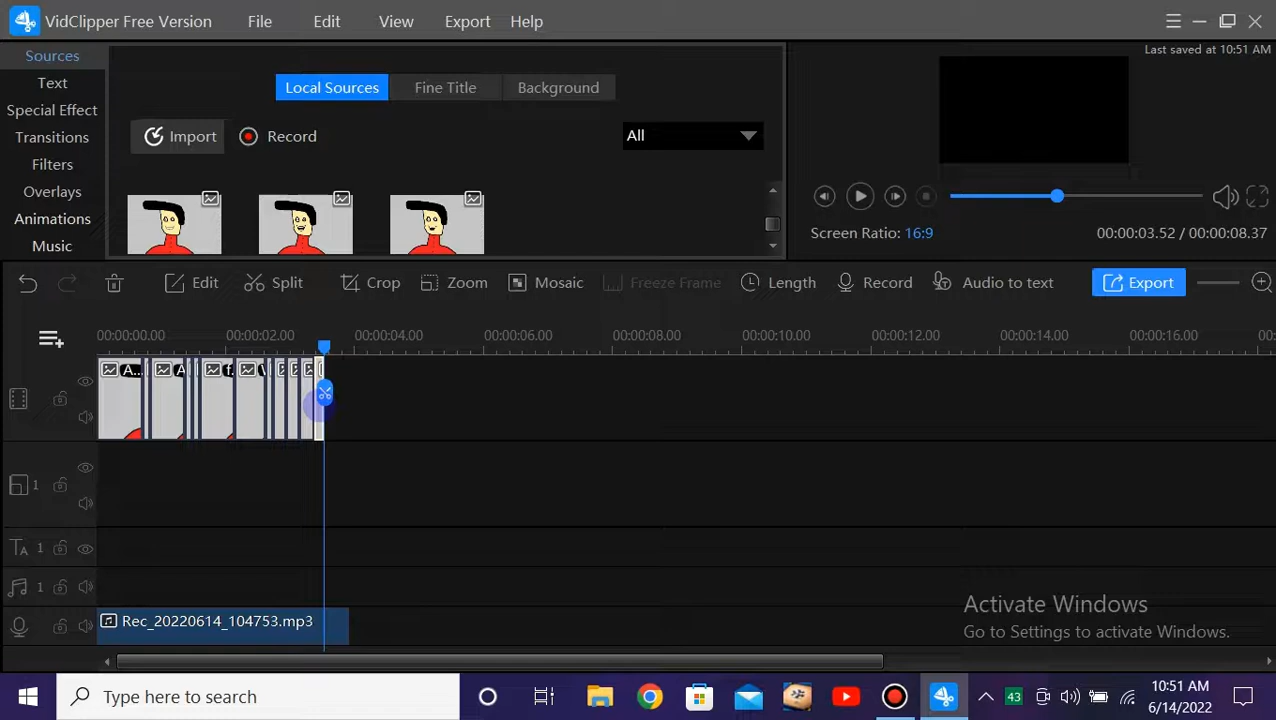 VidClipper Free Version File Edit View Export Help
Last saved at 10:51 AM
Sources
Text
Special Effect
Transitions
Filters
Overlays
Animations
Music
Local Sources Fine Title Background
Import Record All
Screen Ratio: 16:9 00:00:03.52 / 00:00:08.37
Edit Split Crop Zoom Mosaic Freeze Frame Length Record Audio to text Export
00:00:00.00 00:00:02.00 00:00:04.00 00:00:06.00 00:00:08.00 00:00:10.00 00:00:12.00 00:00:14.00 00:00:16.00
A... A
1
TA 1
1
Rec_20220614_104753.mp3
Activate Windows
Go to Settings to activate Windows.
Type here to search
43
10:51 AM
6/14/2022